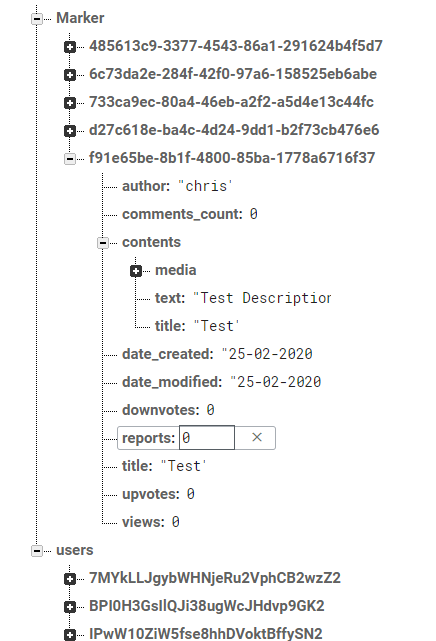 Marker
485613c9-3377-4543-86a1-291624b4f5d7
6c73da2e-284f-42f0-97a6-158525eb6abe
733ca9ec-80a4-46eb-a2f2-a5d4e13c44fc
d27c618e-ba4c-4d24-9dd1-b2f73cb476e6
f91e65be-8b1f-4800-85ba-1778a6716f37
author: "chris'
comments_count: 0
contents
media
text: "Test Description
title: "Test'
date_created: "25-02-2020
date_modified: "25-02-2020
downvotes: 0
reports: 0 ×
title: "Test'
upvotes: 0
views: 0
users
7MYkLLJgybWHNjeRu2VphCB2wzZ2
BPI0H3GsIlQJi38ugWcJHdvp9GK2
IPwW10ZiW5fse8hhDVoktBffySN2